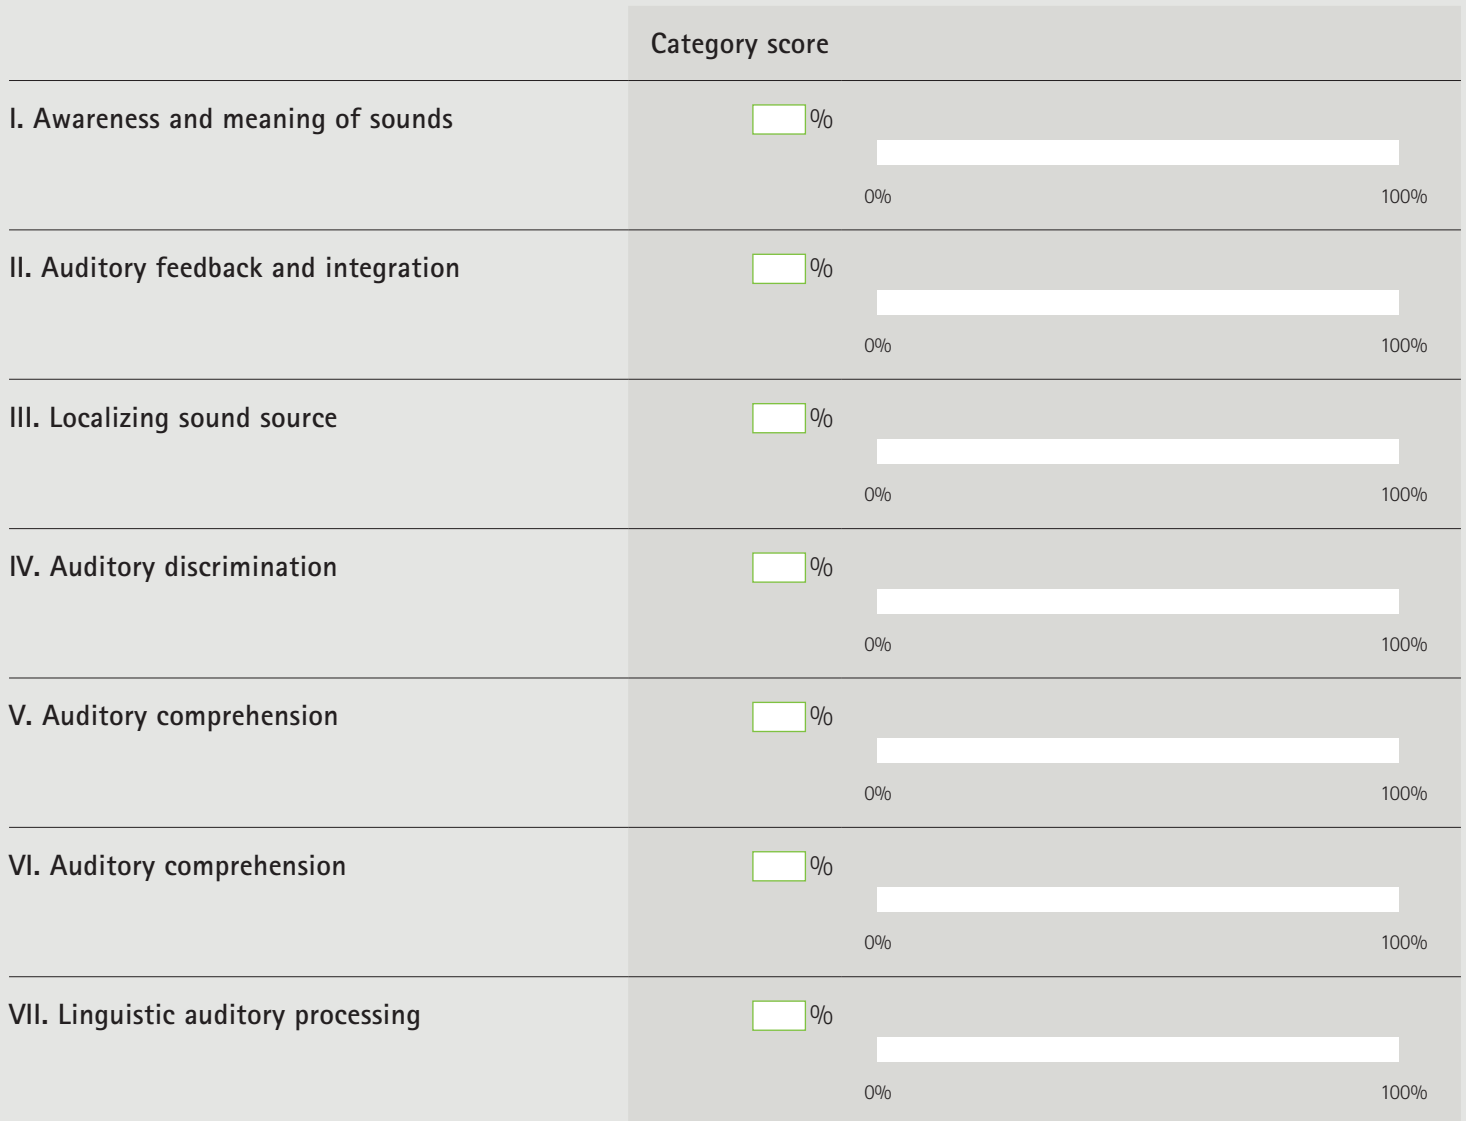 Category score
I. Awareness and meaning of sounds %
0% 100%
II. Auditory feedback and integration %
0% 100%
III. Localizing sound source %
0% 100%
IV. Auditory discrimination %
0% 100%
V. Auditory comprehension %
0% 100%
VI. Auditory comprehension %
0% 100%
VII. Linguistic auditory processing %
0% 100%